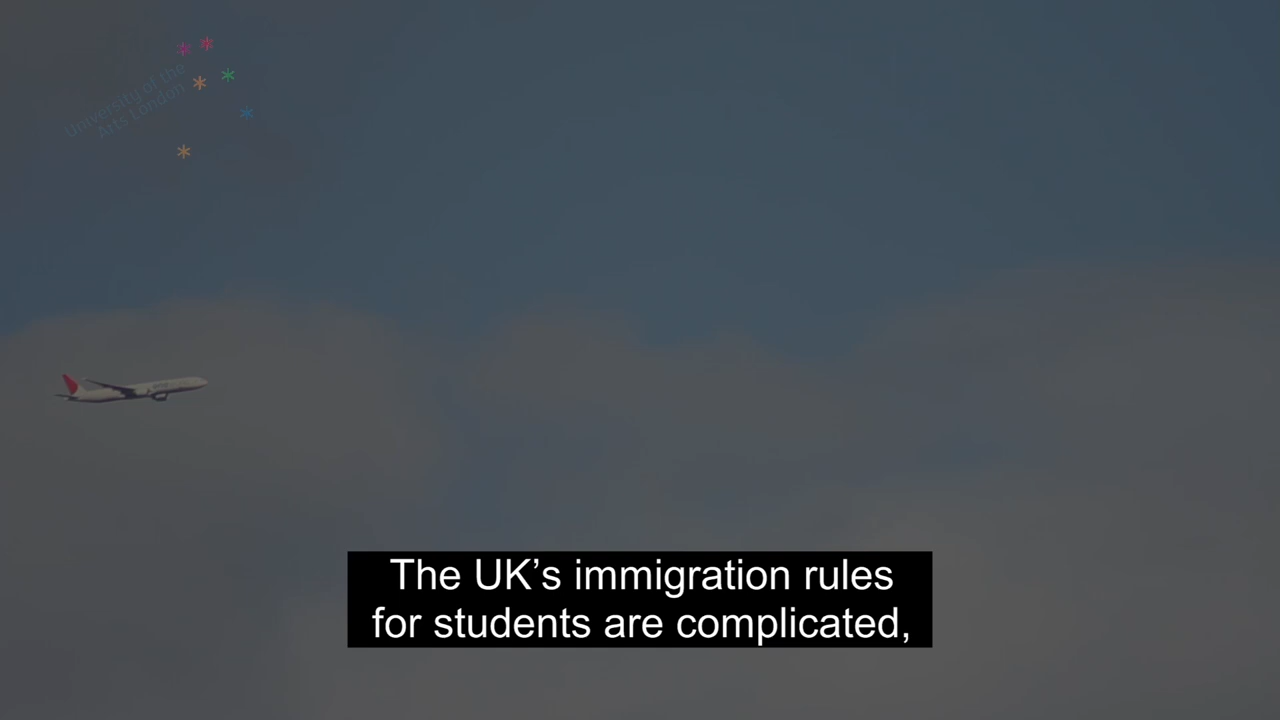 University of the
Arts London
The UK’s immigration rules
for students are complicated,